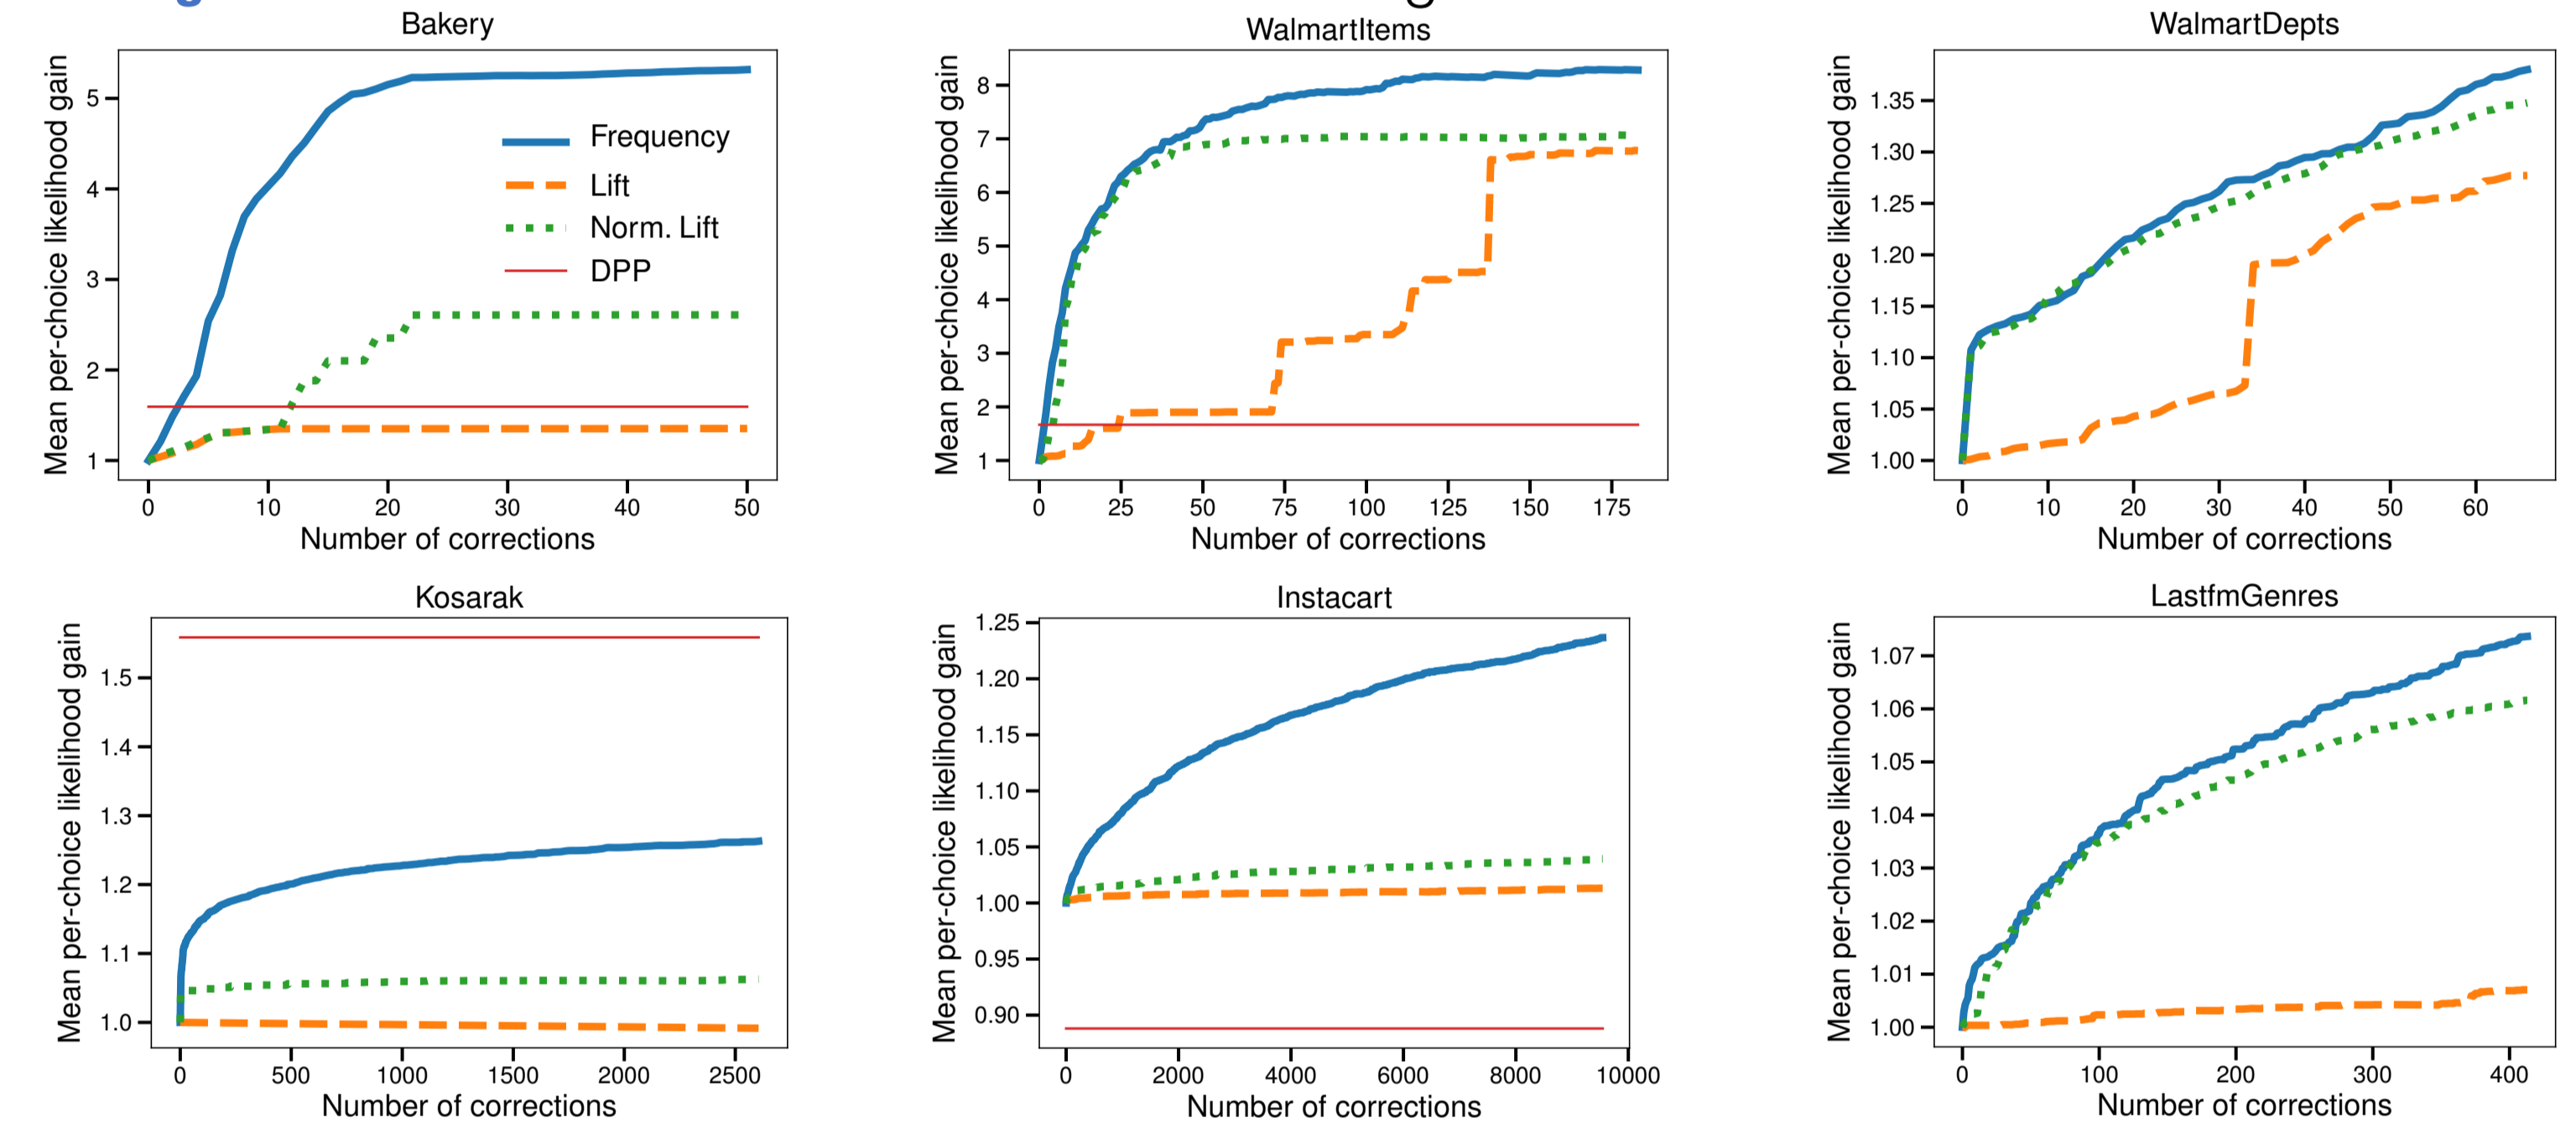 Bakery
Mean per-choice likelihood gain
5
4
3
2
1
Frequency
Lift
Norm. Lift
DPP
0 10 20 30 40 50
Number of corrections
WalmartItems
Mean per-choice likelihood gain
8
7
6
5
4
3
2
1
0 25 50 75 100 125 150 175
Number of corrections
WalmartDepts
Mean per-choice likelihood gain
1.35
1.30
1.25
1.20
1.15
1.10
1.05
1.00
0 10 20 30 40 50 60
Number of corrections
Kosarak
Mean per-choice likelihood gain
1.5
1.4
1.3
1.2
1.1
1.0
0 500 1000 1500 2000 2500
Number of corrections
Instacart
Mean per-choice likelihood gain
1.25
1.20
1.15
1.10
1.05
1.00
0.95
0.90
0 2000 4000 6000 8000 10000
Number of corrections
LastfmGenres
Mean per-choice likelihood gain
1.07
1.06
1.05
1.04
1.03
1.02
1.01
1.00
0 100 200 300 400
Number of corrections